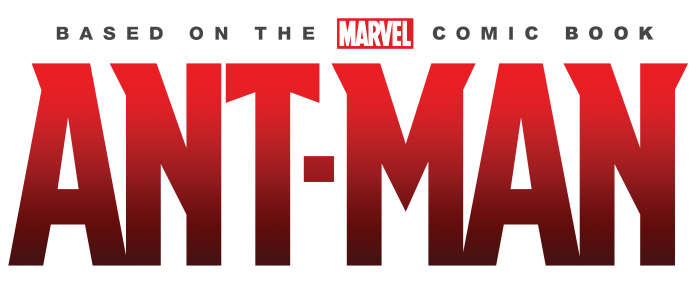 BASED ON THE MARVEL COMIC BOOK
ANT-MAN